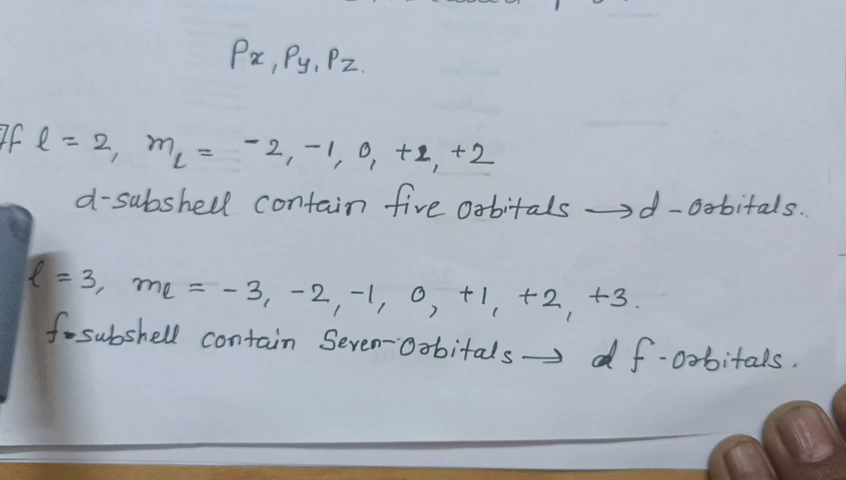 Px, Py, Pz.
If l = 2, ml = -2, -1, 0, +1, +2
d-subshell contain five orbitals → d-orbitals.
l = 3, ml = -3, -2, -1, 0, +1, +2, +3.
f-subshell contain Seven-orbitals → d f-orbitals.